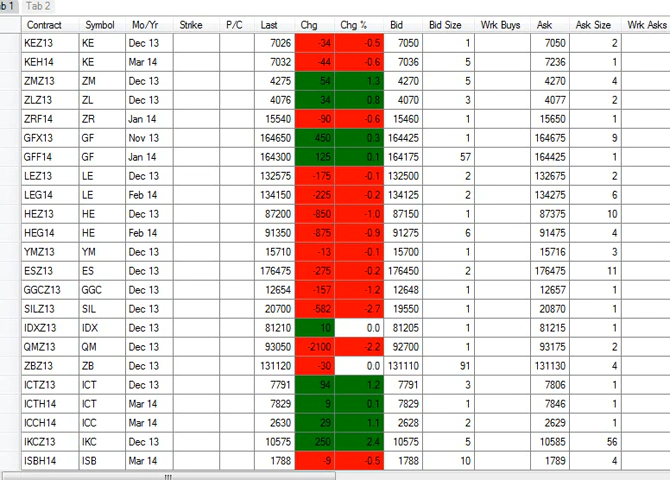 b 1 Tab 2
Contract Symbol Mo/Yr Strike P/C Last Chg Chg % Bid Bid Size Wrk Buys Ask Ask Size Wrk Asks
KEZ13 KE Dec 13 7026 -34 -0.5 7050 1 7050 2
KEH14 KE Mar 14 7032 -44 -0.6 7036 5 7236 1
ZMZ13 ZM Dec 13 4275 54 1.3 4270 5 4270 4
ZLZ13 ZL Dec 13 4076 34 0.8 4070 3 4077 2
ZRF14 ZR Jan 14 15540 -90 -0.6 15460 1 15650 1
GFX13 GF Nov 13 164650 450 0.3 164425 1 164675 9
GFF14 GF Jan 14 164300 125 0.1 164175 57 164425 1
LEZ13 LE Dec 13 132575 -175 -0.1 132500 2 132675 2
LEG14 LE Feb 14 134150 -225 -0.2 134125 2 134275 6
HEZ13 HE Dec 13 87200 -850 -1.0 87150 1 87375 10
HEG14 HE Feb 14 91350 -875 -0.9 91275 6 91475 4
YMZ13 YM Dec 13 15710 -13 -0.1 15700 1 15716 3
ESZ13 ES Dec 13 176475 -275 -0.2 176450 2 176475 11
GGCZ13 GGC Dec 13 12654 -157 -1.2 12648 1 12657 1
SILZ13 SIL Dec 13 20700 -582 -2.7 19550 1 20870 1
IDXZ13 IDX Dec 13 81210 10 0.0 81205 1 81215 1
QMZ13 QM Dec 13 93050 -2100 -2.2 92700 1 93175 2
ZBZ13 ZB Dec 13 131120 -30 0.0 131110 91 131130 4
ICTZ13 ICT Dec 13 7791 94 1.2 7791 3 7806 1
ICTH14 ICT Mar 14 7829 9 0.1 7829 1 7846 1
ICCH14 ICC Mar 14 2630 29 1.1 2628 2 2629 1
IKCZ13 IKC Dec 13 10575 250 2.4 10575 5 10585 56
ISBH14 ISB Mar 14 1788 -9 -0.5 1788 10 1789 4